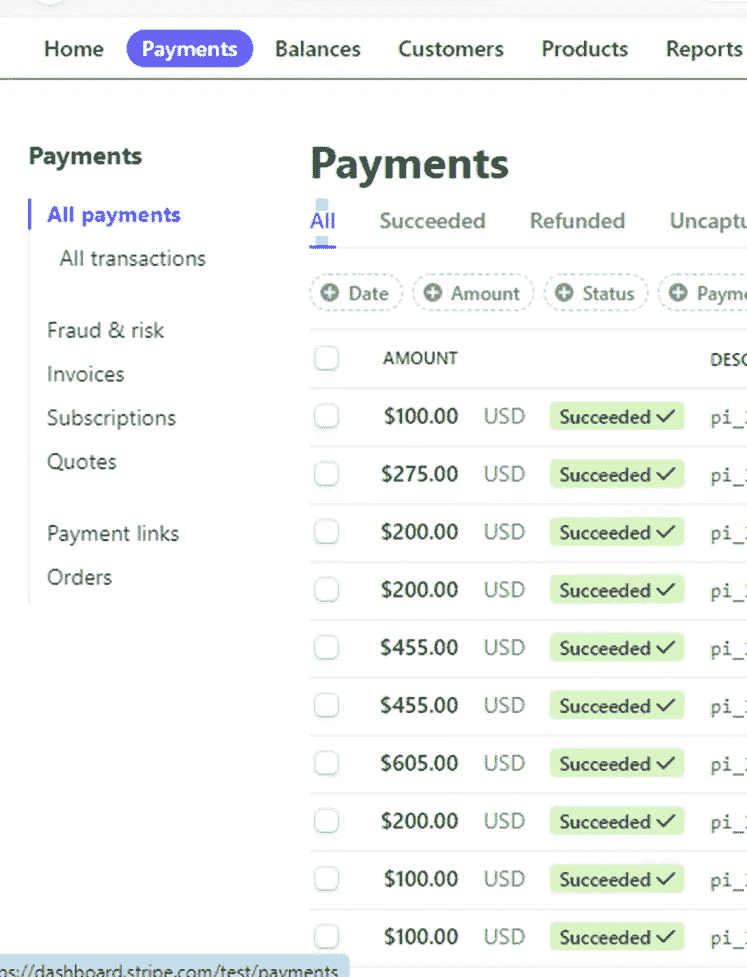 Home Payments Balances Customers Products Reports
Payments
All payments
All transactions
Fraud & risk
Invoices
Subscriptions
Quotes
Payment links
Orders
Payments
All Succeeded Refunded Uncaptu
Date Amount Status Payme
AMOUNT DESC
$100.00 USD Succeeded pi_
$275.00 USD Succeeded pi_
$200.00 USD Succeeded pi_
$200.00 USD Succeeded pi_
$455.00 USD Succeeded pi_
$455.00 USD Succeeded pi_
$605.00 USD Succeeded pi_
$200.00 USD Succeeded pi_
$100.00 USD Succeeded pi_
$100.00 USD Succeeded pi_
ps://dashboard.stripe.com/test/payments